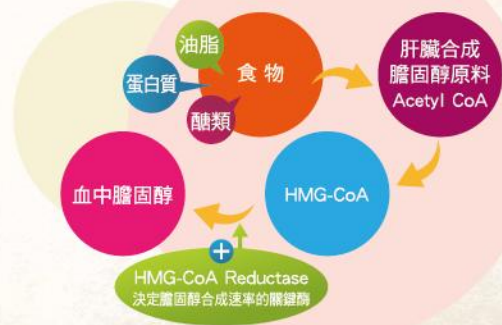 油脂
蛋白質
醣類
食物
肝臟合成
膽固醇原料
Acetyl CoA
HMG-CoA
血中膽固醇
+
HMG-CoA Reductase
決定膽固醇合成速率的關鍵酶